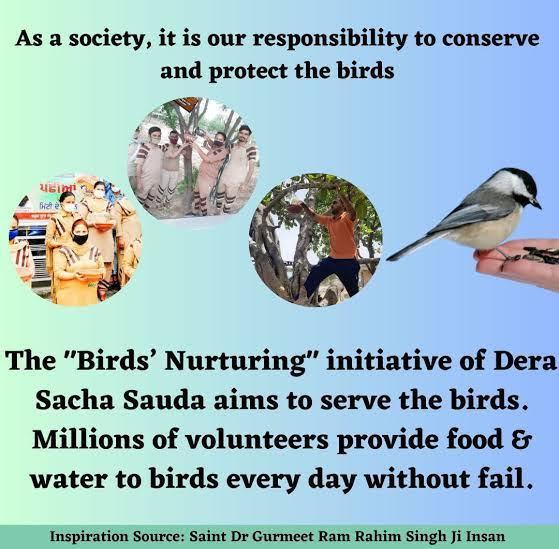 As a society, it is our responsibility to conserve
and protect the birds
The "Birds’ Nurturing" initiative of Dera
Sacha Sauda aims to serve the birds.
Millions of volunteers provide food &
water to birds every day without fail.
Inspiration Source: Saint Dr Gurmeet Ram Rahim Singh Ji Insan